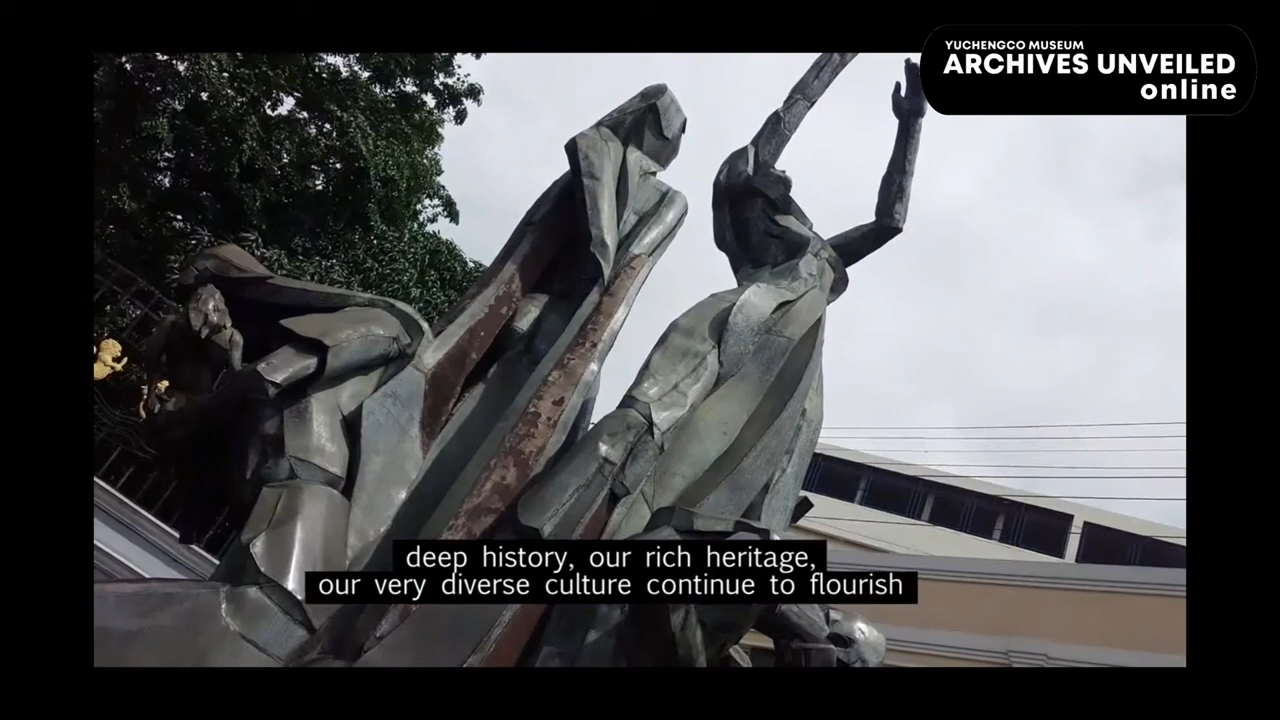 YUCHENGCO MUSEUM
ARCHIVES UNVEILED
online
deep history, our rich heritage,
our very diverse culture continue to flourish